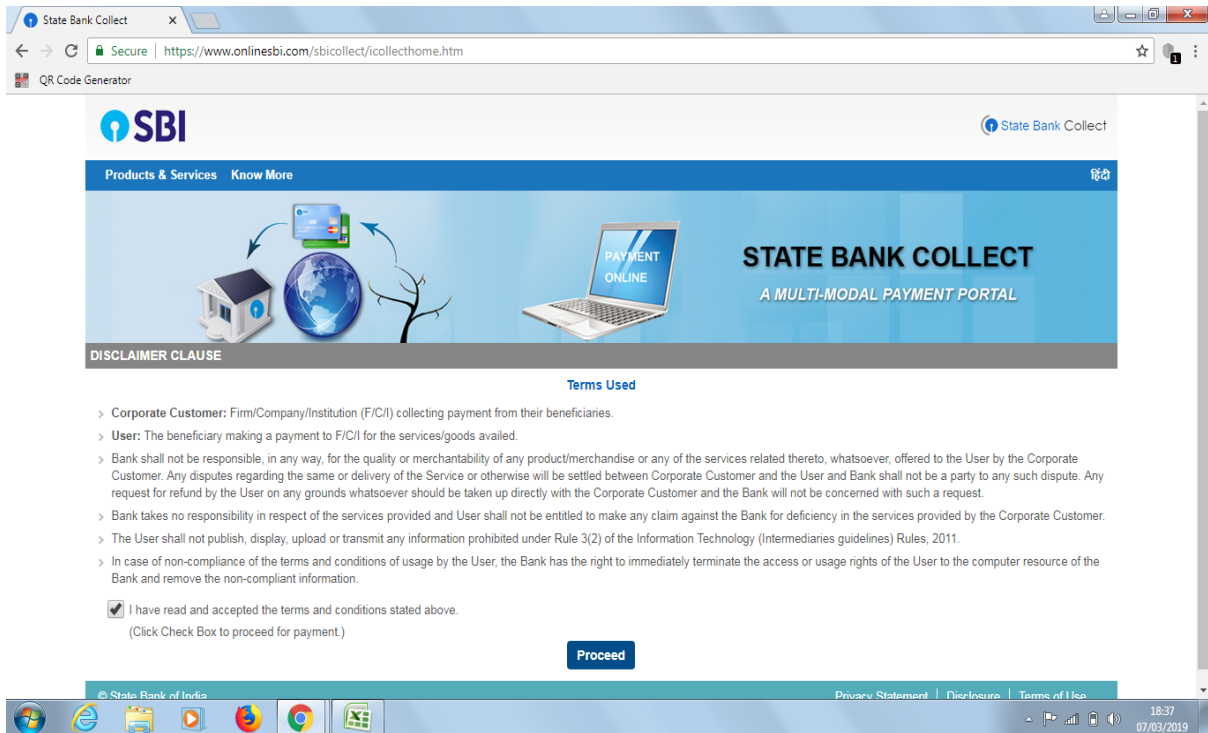 State Bank Collect
Secure | https://www.onlinesbi.com/sbicollect/icollecthome.htm
1
QR Code Generator
SBI
State Bank Collect
Products & Services Know More हिंदी
PAYMENT
ONLINE
STATE BANK COLLECT
A MULTI-MODAL PAYMENT PORTAL
DISCLAIMER CLAUSE
Terms Used
Corporate Customer: Firm/Company/Institution (F/C/I) collecting payment from their beneficiaries.
User: The beneficiary making a payment to F/C/I for the services/goods availed.
Bank shall not be responsible, in any way, for the quality or merchantability of any product/merchandise or any of the services related thereto, whatsoever, offered to the User by the Corporate
Customer. Any disputes regarding the same or delivery of the Service or otherwise will be settled between Corporate Customer and the User and Bank shall not be a party to any such dispute. Any
request for refund by the User on any grounds whatsoever should be taken up directly with the Corporate Customer and the Bank will not be concerned with such a request.
Bank takes no responsibility in respect of the services provided and User shall not be entitled to make any claim against the Bank for deficiency in the services provided by the Corporate Customer.
The User shall not publish, display, upload or transmit any information prohibited under Rule 3(2) of the Information Technology (Intermediaries guidelines) Rules, 2011.
In case of non-compliance of the terms and conditions of usage by the User, the Bank has the right to immediately terminate the access or usage rights of the User to the computer resource of the
Bank and remove the non-compliant information.
I have read and accepted the terms and conditions stated above.
(Click Check Box to proceed for payment.)
Proceed
© State Bank of India Privacy Statement | Disclosure | Terms of Use
18:37
07/03/2019